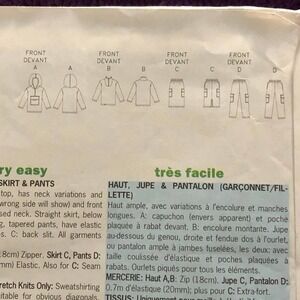 FRONT DEVANT
FRONT DEVANT
FRONT DEVANT
FRONT DEVANT
A A B B C C D D
ry easy
SKIRT & PANTS
top, has neck variations and
wrong side will show) and front
sed neck. Straight skirt, below
g, tapered pants, have elastic
s. C: back slit. All garments
8cm) Zipper. Skirt C, Pants D:
mm) Elastic. Also for C: Seam
retch Knits Only: Sweatshirting
uitable for obvious diagonals.
très facile
HAUT, JUPE & PANTALON (GARÇONNET/FIL-
LETTE)
Haut ample, avec variations à l'encolure et manches
longues. A: capuchon (envers apparent) et poche
plaquée à rabat devant. B: encolure montante. Jupe
au-dessous du genou, droite et fendue dos à l'ourlet,
ou pantalon ample à jambes fuselées, les deux: avec
taille coulissée d'élastique et poches plaquées à
rabats. Ourlets piqués pour tous les éléments.
MERCERIE: Haut A,B: Zip (18cm). Jupe C, Pantalon D:
0.7m d'élastique (20mm), plus pour C: Extra-fort.
TISSUS: Uniquement pour